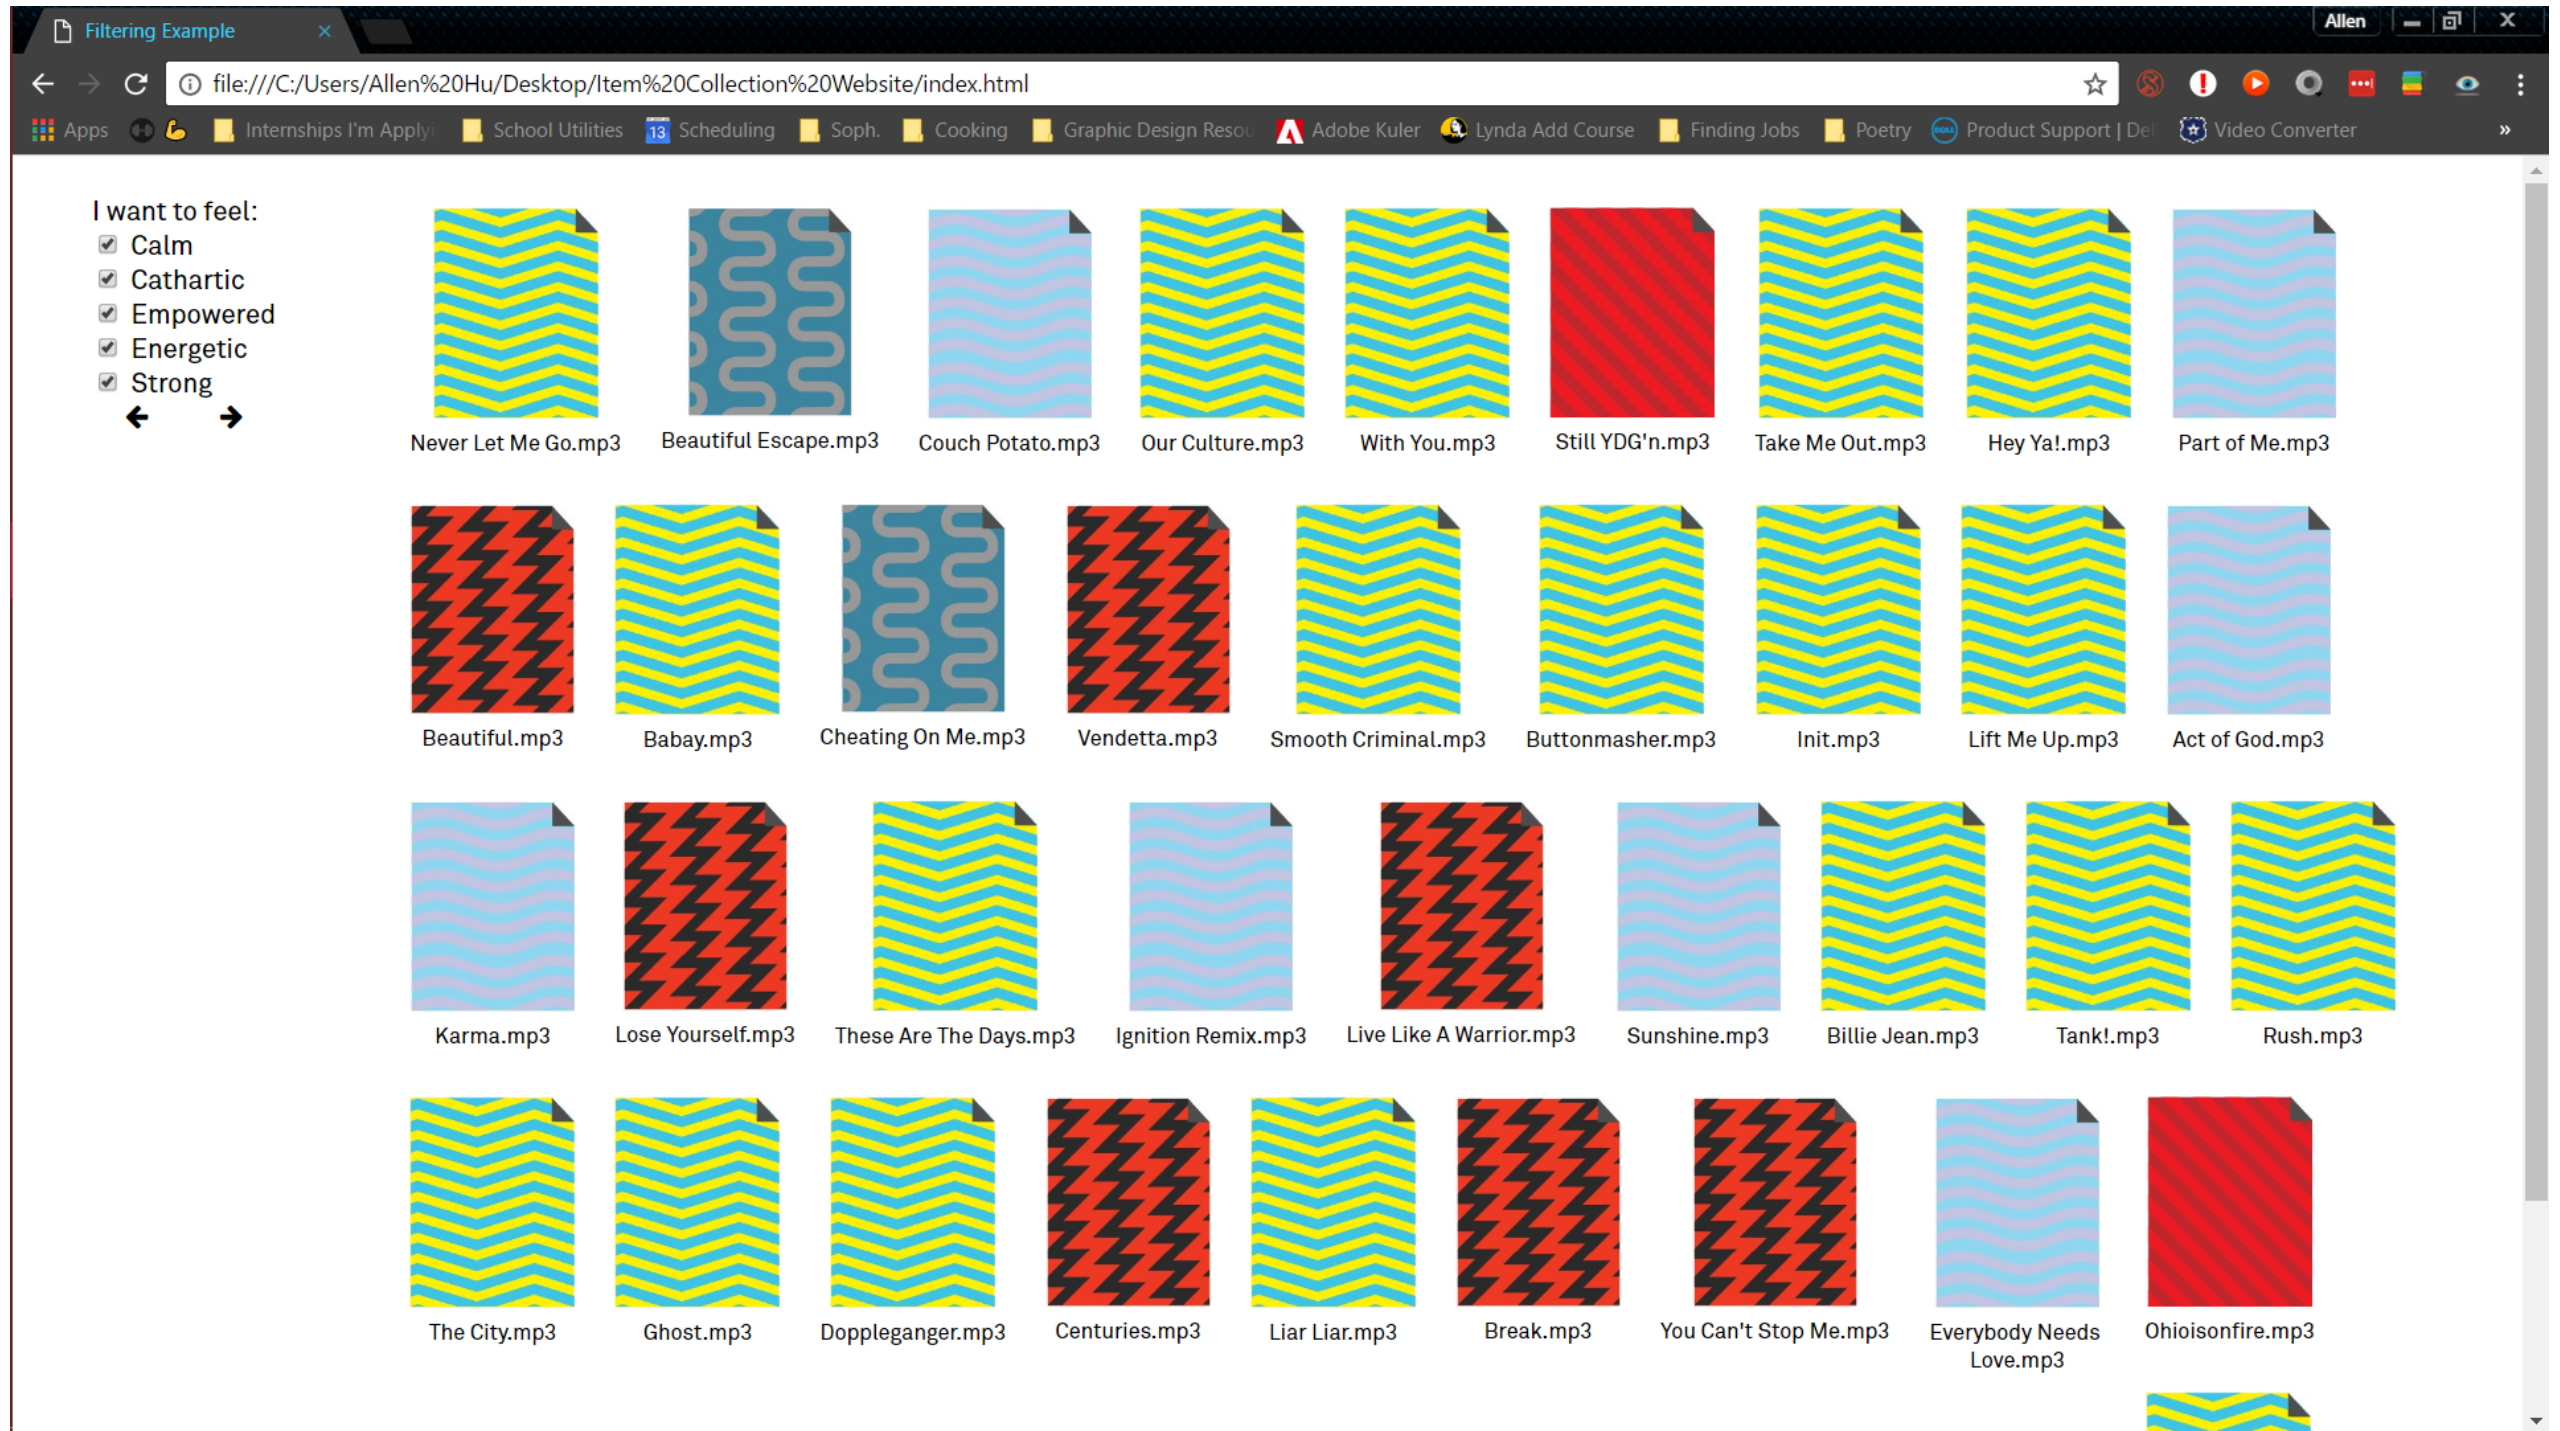 Filtering Example
Allen
file:///C:/Users/Allen%20Hu/Desktop/Item%20Collection%20Website/index.html
Apps Internships I'm Applyi School Utilities 13 Scheduling Soph. Cooking Graphic Design Resou Adobe Kuler Lynda Add Course Finding Jobs Poetry DELL Product Support | Del Video Converter »
I want to feel:
Calm
Cathartic
Empowered
Energetic
Strong
Never Let Me Go.mp3 Beautiful Escape.mp3 Couch Potato.mp3 Our Culture.mp3 With You.mp3 Still YDG'n.mp3 Take Me Out.mp3 Hey Ya!.mp3 Part of Me.mp3
Beautiful.mp3 Babay.mp3 Cheating On Me.mp3 Vendetta.mp3 Smooth Criminal.mp3 Buttonmasher.mp3 Init.mp3 Lift Me Up.mp3 Act of God.mp3
Karma.mp3 Lose Yourself.mp3 These Are The Days.mp3 Ignition Remix.mp3 Live Like A Warrior.mp3 Sunshine.mp3 Billie Jean.mp3 Tank!.mp3 Rush.mp3
The City.mp3 Ghost.mp3 Doppleganger.mp3 Centuries.mp3 Liar Liar.mp3 Break.mp3 You Can't Stop Me.mp3 Everybody Needs Ohioisonfire.mp3
Love.mp3